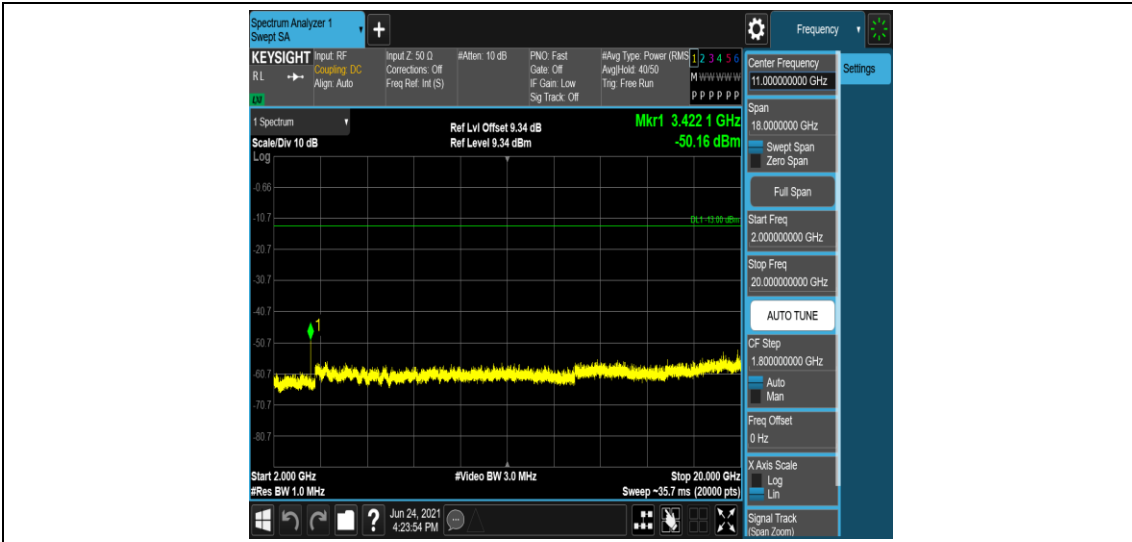 Spectrum Analyzer 1
Swept SA
+
Frequency
KEYSIGHT
RL
LXI
Input: RF
Coupling: DC
Align: Auto
Input Z: 50 Ω
Corrections: Off
Freq Ref: Int (S)
#Atten: 10 dB
PNO: Fast
Gate: Off
IF Gain: Low
Sig Track: Off
#Avg Type: Power (RMS
Avg|Hold: 40/50
Trig: Free Run
1 2 3 4 5 6
M W W W W W
P P P P P P
1 Spectrum
Scale/Div 10 dB
Log
Ref Lvl Offset 9.34 dB
Ref Level 9.34 dBm
Mkr1 3.422 1 GHz
-50.16 dBm
-0.66
-10.7
DL1 -13.00 dBm
-20.7
-30.7
-40.7
1
-50.7
-60.7
-70.7
-80.7
Start 2.000 GHz
#Res BW 1.0 MHz
#Video BW 3.0 MHz
Stop 20.000 GHz
Sweep ~35.7 ms (20000 pts)
?
Jun 24, 2021
4:23:54 PM
Center Frequency
11.000000000 GHz
Span
18.0000000 GHz
Swept Span
Zero Span
Full Span
Start Freq
2.000000000 GHz
Stop Freq
20.000000000 GHz
AUTO TUNE
CF Step
1.800000000 GHz
Auto
Man
Freq Offset
0 Hz
X Axis Scale
Log
Lin
Signal Track
(Span Zoom)
Settings